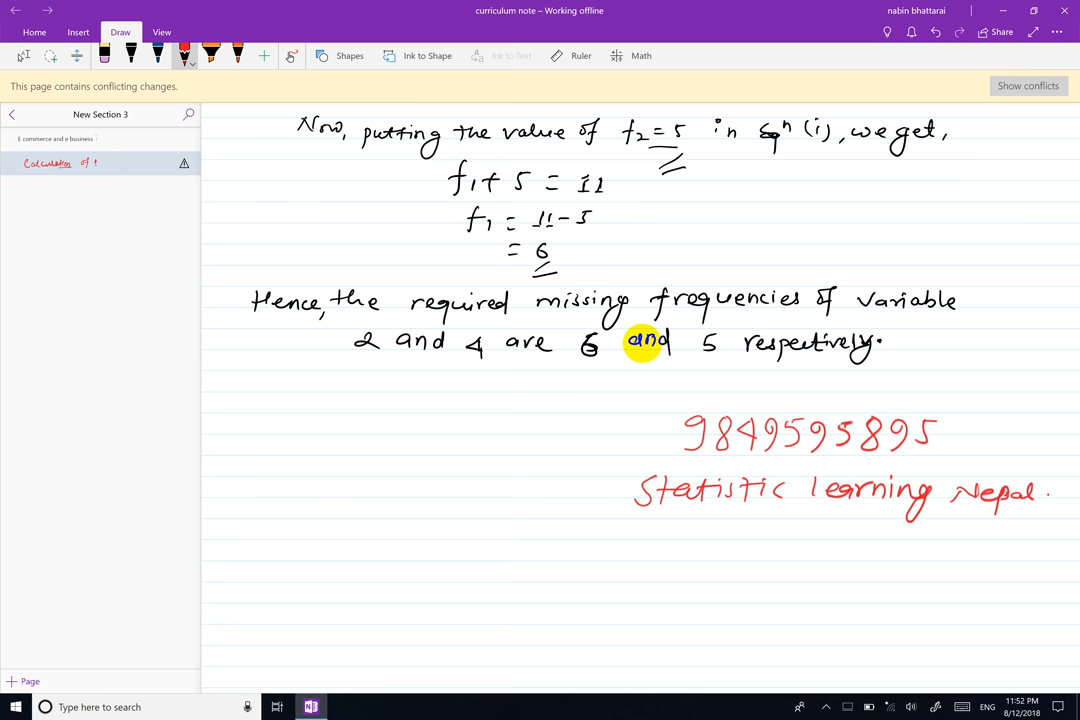 curriculum note – Working offline
nabin bhattarai
Home Insert Draw View
Share
Shapes Ink to Shape Ink to Text Ruler Math
This page contains conflicting changes.
Show conflicts
New Section 3
E commerce and e business
Calculation of
Now, putting the value of f₂ = 5 in eqⁿ (i), we get,
f₁ + 5 = 11
f₁ = 11 - 5
= 6
Hence, the required missing frequencies of variable
2 and 4 are 6 and 5 respectively.
9849595895
Statistic learning Nepal.
Page
Type here to search
ENG
11:52 PM
8/12/2018